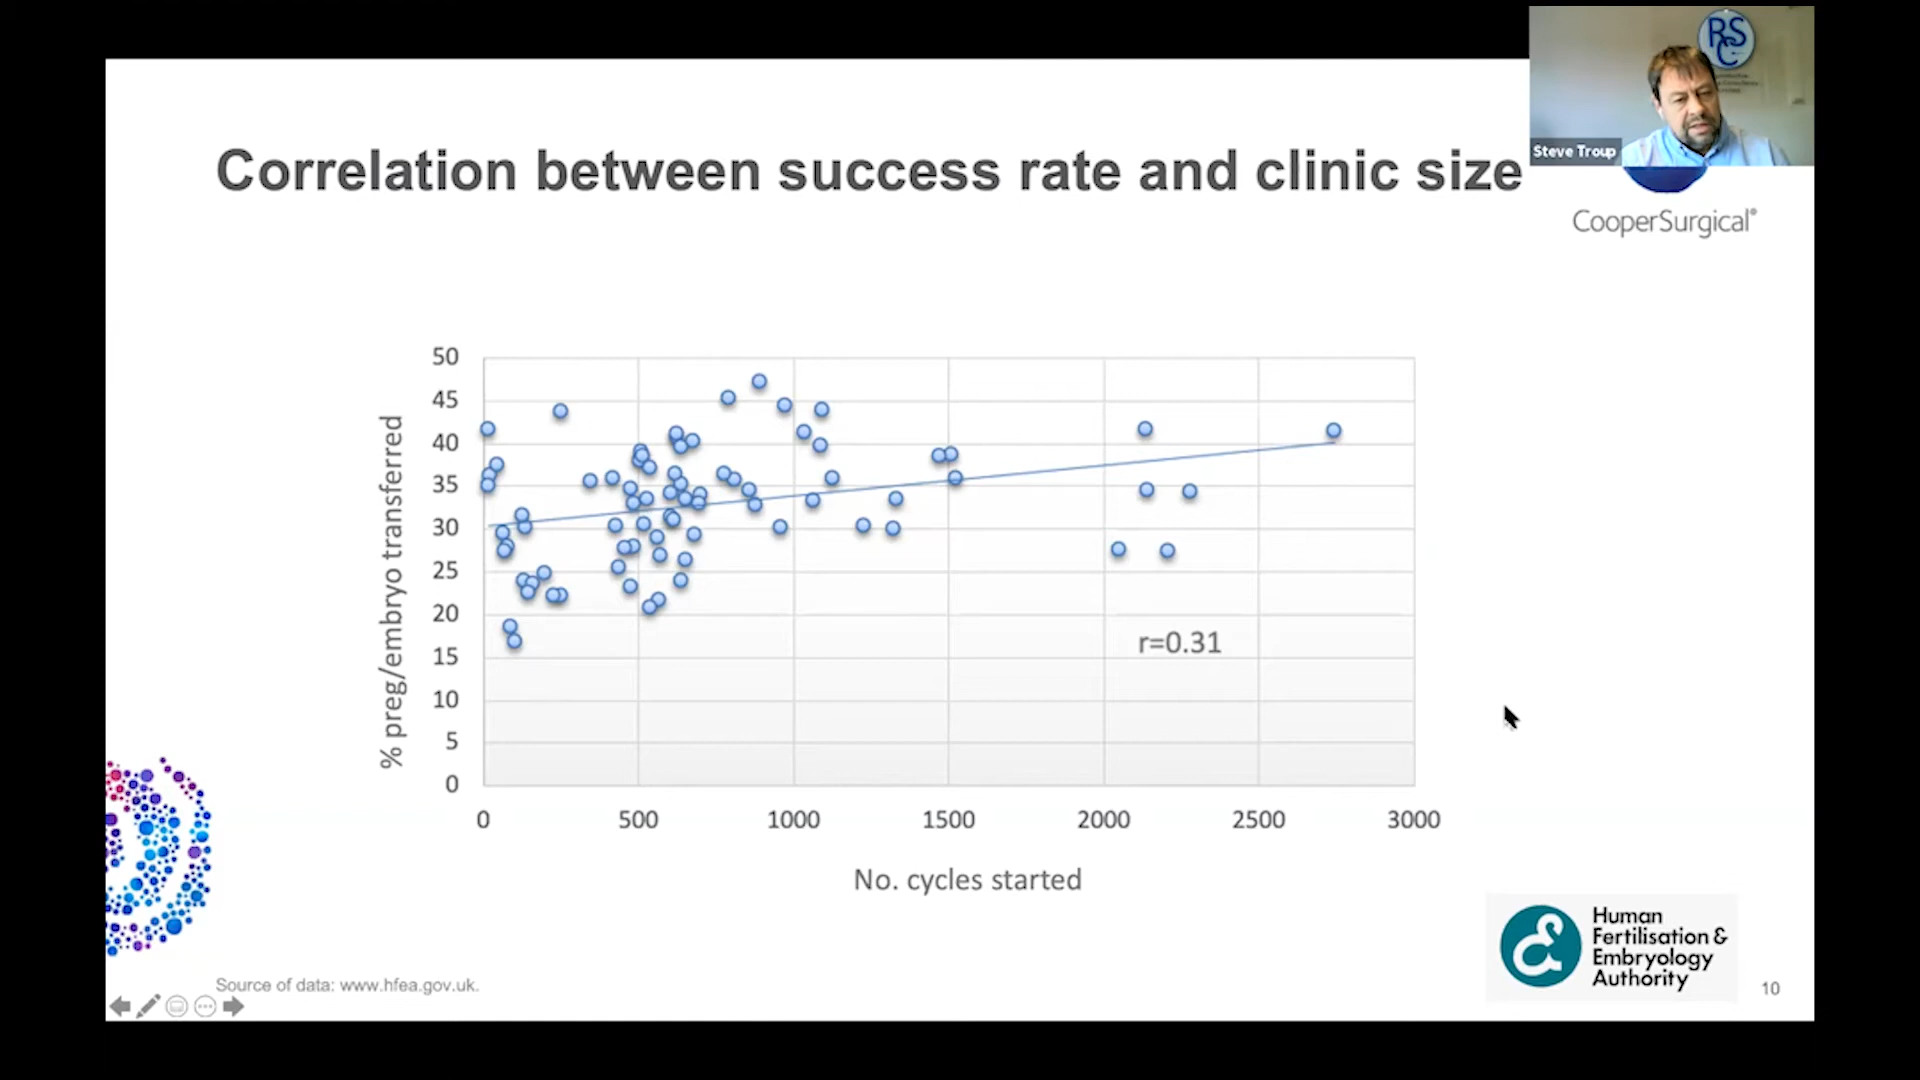 RSC
Steve Troup
Correlation between success rate and clinic size
CooperSurgical®
% preg/embryo transferred
50
45
40
35
30
25
20
15
10
5
0
r=0.31
0 500 1000 1500 2000 2500 3000
No. cycles started
Human
Fertilisation &
Embryology
Authority
Source of data: www.hfea.gov.uk.
10